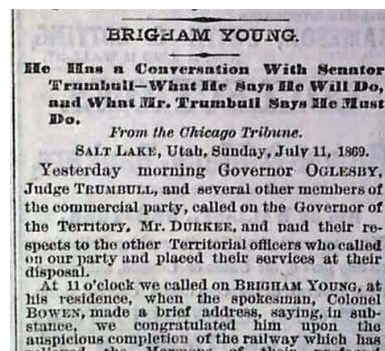 BRIGHAM YOUNG.
He Has a Conversation With Senator
Trumbull—What He Says He Will Do,
and What Mr. Trumbull Says He Must
Do.
From the Chicago Tribune.
SALT LAKE, Utah, Sunday, July 11, 1869.
Yesterday morning Governor OGLESBY,
Judge TRUMBULL, and several other members of
the commercial party, called on the Governor of
the Territory, Mr. DURKEE, and paid their re-
spects to the other Territorial officers who called
on our party and placed their services at their
disposal.
At 11 o'clock we called on BRIGHAM YOUNG, at
his residence, when the spokesman, Colonel
BOWEN, made a brief address, saying, in sub-
stance, we congratulated him upon the
auspicious completion of the railway which has